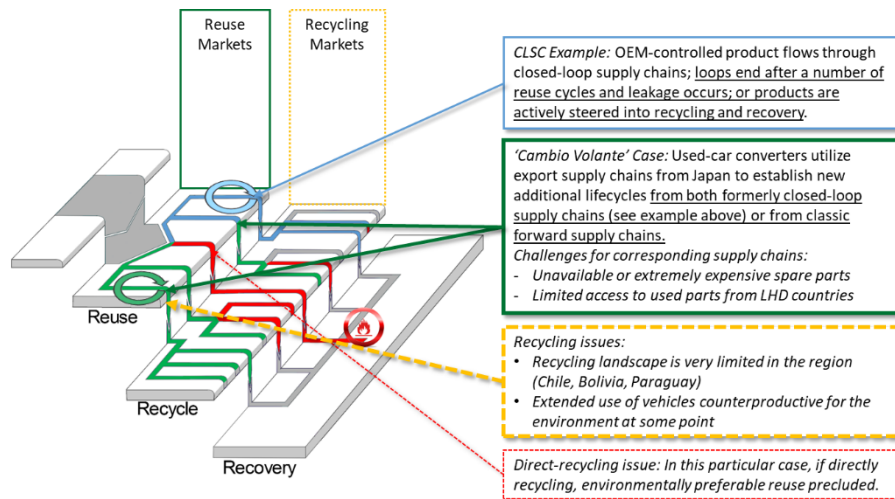 Reuse
Markets
Recycling
Markets
CLSC Example: OEM-controlled product flows through
closed-loop supply chains; loops end after a number of
reuse cycles and leakage occurs; or products are
actively steered into recycling and recovery.
‘Cambio Volante’ Case: Used-car converters utilize
export supply chains from Japan to establish new
additional lifecycles from both formerly closed-loop
supply chains (see example above) or from classic
forward supply chains.
Challenges for corresponding supply chains:
- Unavailable or extremely expensive spare parts
- Limited access to used parts from LHD countries
Reuse
Recycle
Recovery
Recycling issues:
• Recycling landscape is very limited in the region
(Chile, Bolivia, Paraguay)
• Extended use of vehicles counterproductive for the
environment at some point
Direct-recycling issue: In this particular case, if directly
recycling, environmentally preferable reuse precluded.